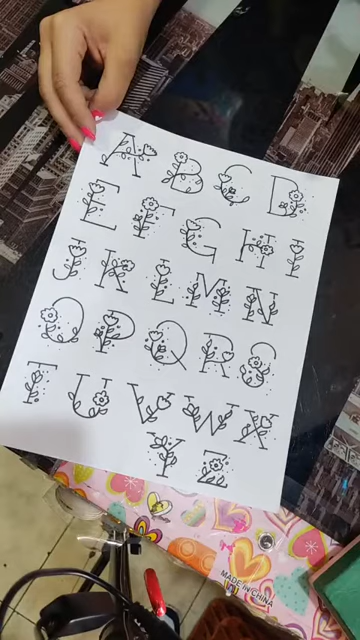 A B C D
E F G H I
J K L M N
O P Q R S
T U V W X
Y Z
MADE IN CHINA